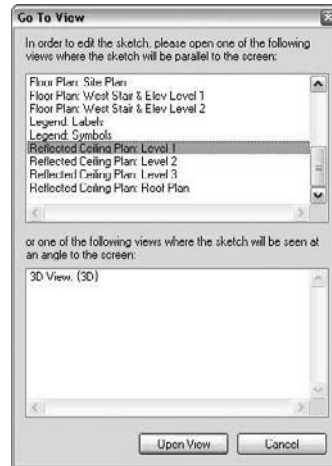 Go To View
In order to edit the sketch, please open one of the following
views where the sketch will be parallel to the screen:
Floor Plan: Site Plan
Floor Plan: West Stair & Elev Level 1
Floor Plan: West Stair & Elev Level 2
Legend: Labels
Legend: Symbols
Reflected Ceiling Plan: Level 1
Reflected Ceiling Plan: Level 2
Reflected Ceiling Plan: Level 3
Reflected Ceiling Plan: Roof Plan
or one of the following views where the sketch will be seen at
an angle to the screen:
3D View: {3D}
Open View
Cancel